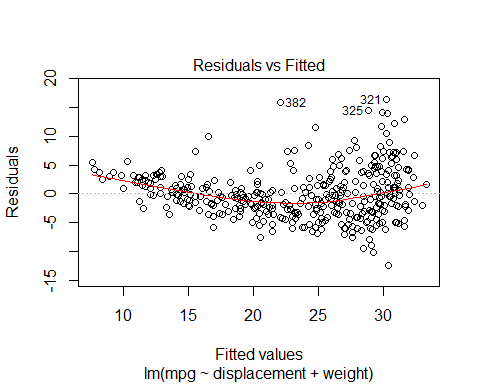 Residuals vs Fitted
20
15
5
0
-5
-15
Residuals
382
321
325
10 15 20 25 30
Fitted values
lm(mpg ~ displacement + weight)